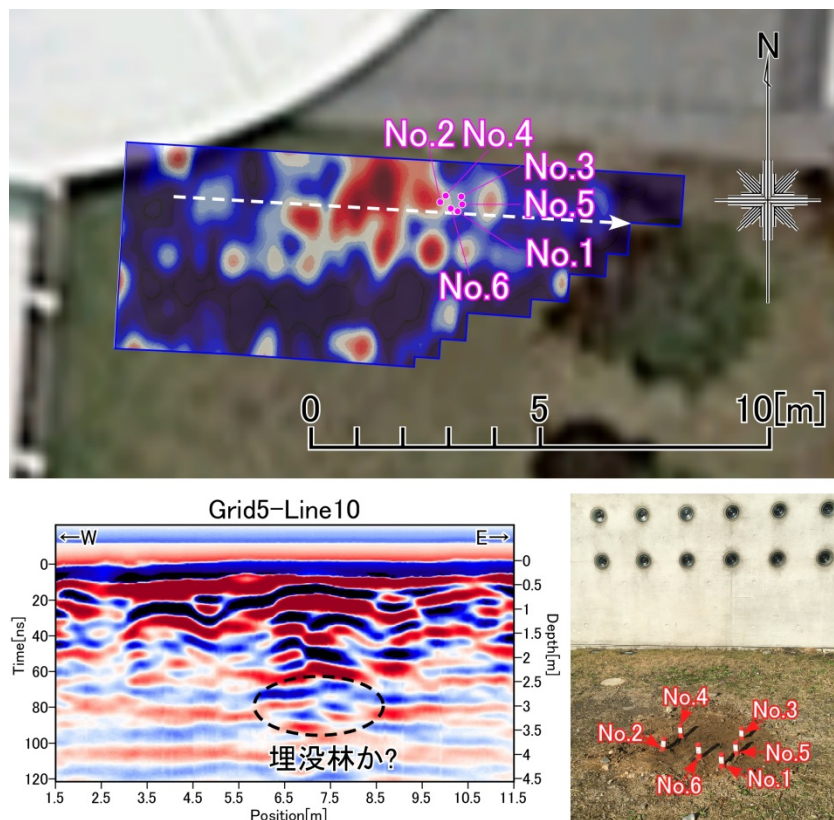 N
No.2 No.4
No.3
No.5
No.1
No.6
0 5 10[m]
Grid5-Line10
←W E→
Time[ns]
0
20
40
60
80
100
120
0
0.5
1
1.5
2
2.5
3
3.5
4
4.5
Depth[m]
埋没林か?
1.5 2.5 3.5 4.5 5.5 6.5 7.5 8.5 9.5 10.5 11.5
Position[m]
No.4
No.3
No.2
No.5
No.6
No.1